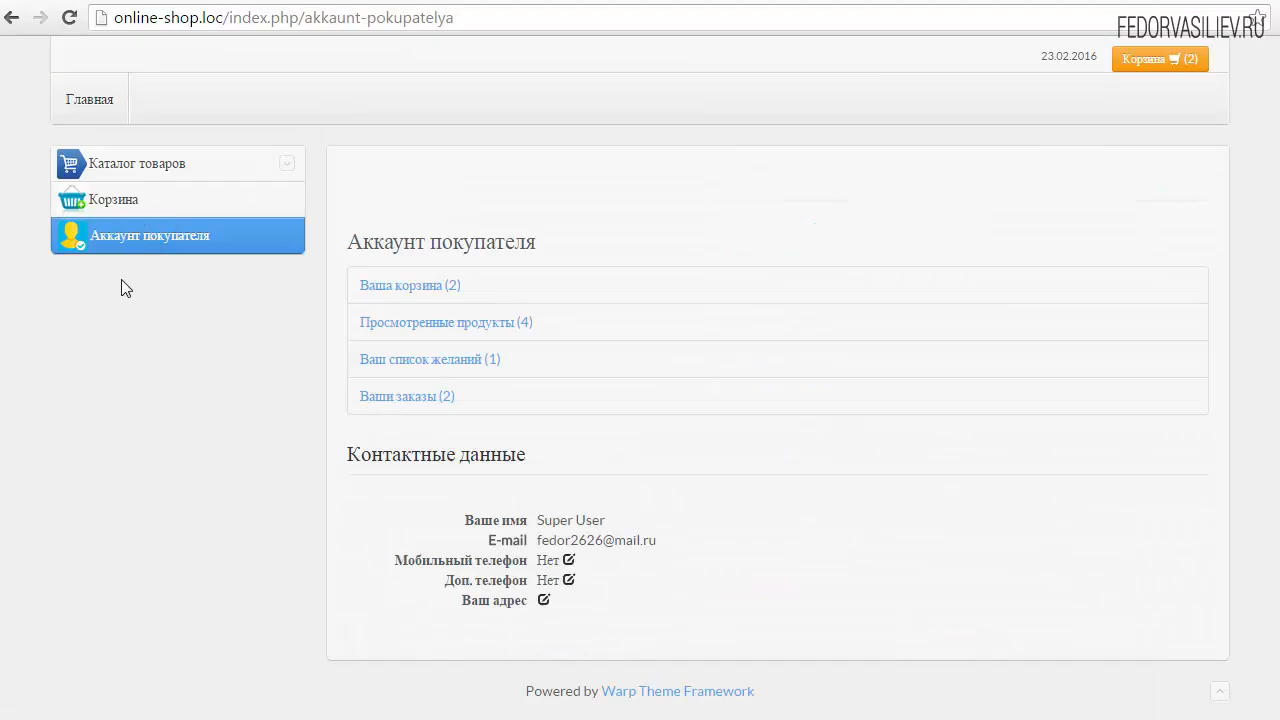 online-shop.loc/index.php/akkaunt-pokupatelya
FEDORVASILIEV.RU
23.02.2016
Корзина (2)
Главная
Каталог товаров
Корзина
Аккаунт покупателя
Аккаунт покупателя
Ваша корзина (2)
Просмотренные продукты (4)
Ваш список желаний (1)
Ваши заказы (2)
Контактные данные
Ваше имя Super User
E-mail fedor2626@mail.ru
Мобильный телефон Нет
Доп. телефон Нет
Ваш адрес
Powered by Warp Theme Framework